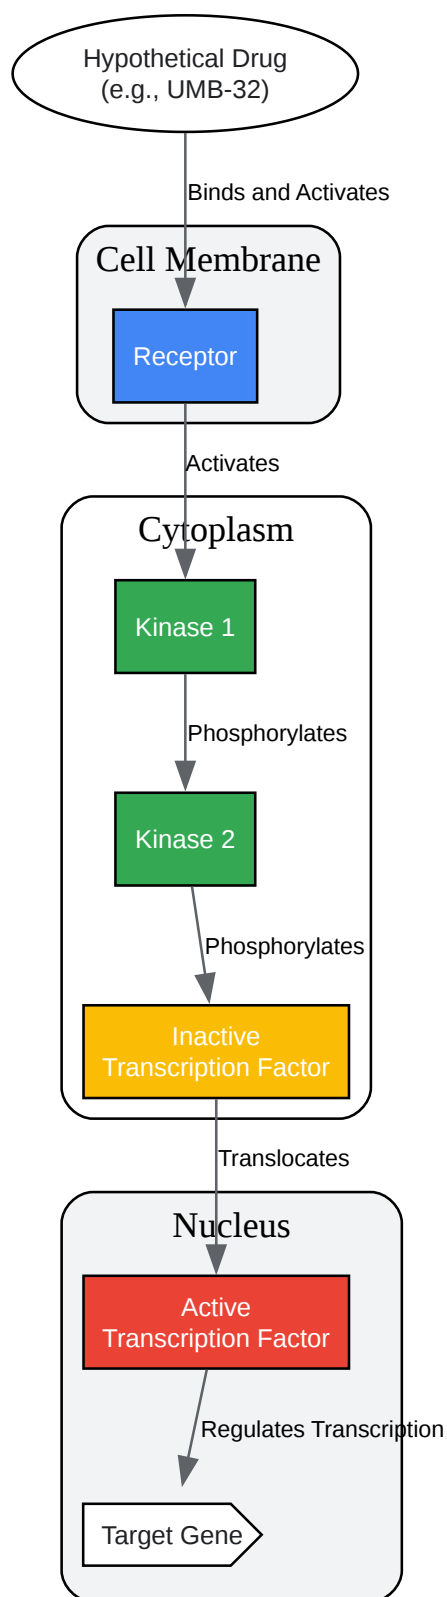 Hypothetical Drug
(e.g., UMB-32)
Binds and Activates
Cell Membrane
Receptor
Activates
Cytoplasm
Kinase 1
Phosphorylates
Kinase 2
Phosphorylates
Inactive
Transcription Factor
Translocates
Nucleus
Active
Transcription Factor
Regulates Transcription
Target Gene